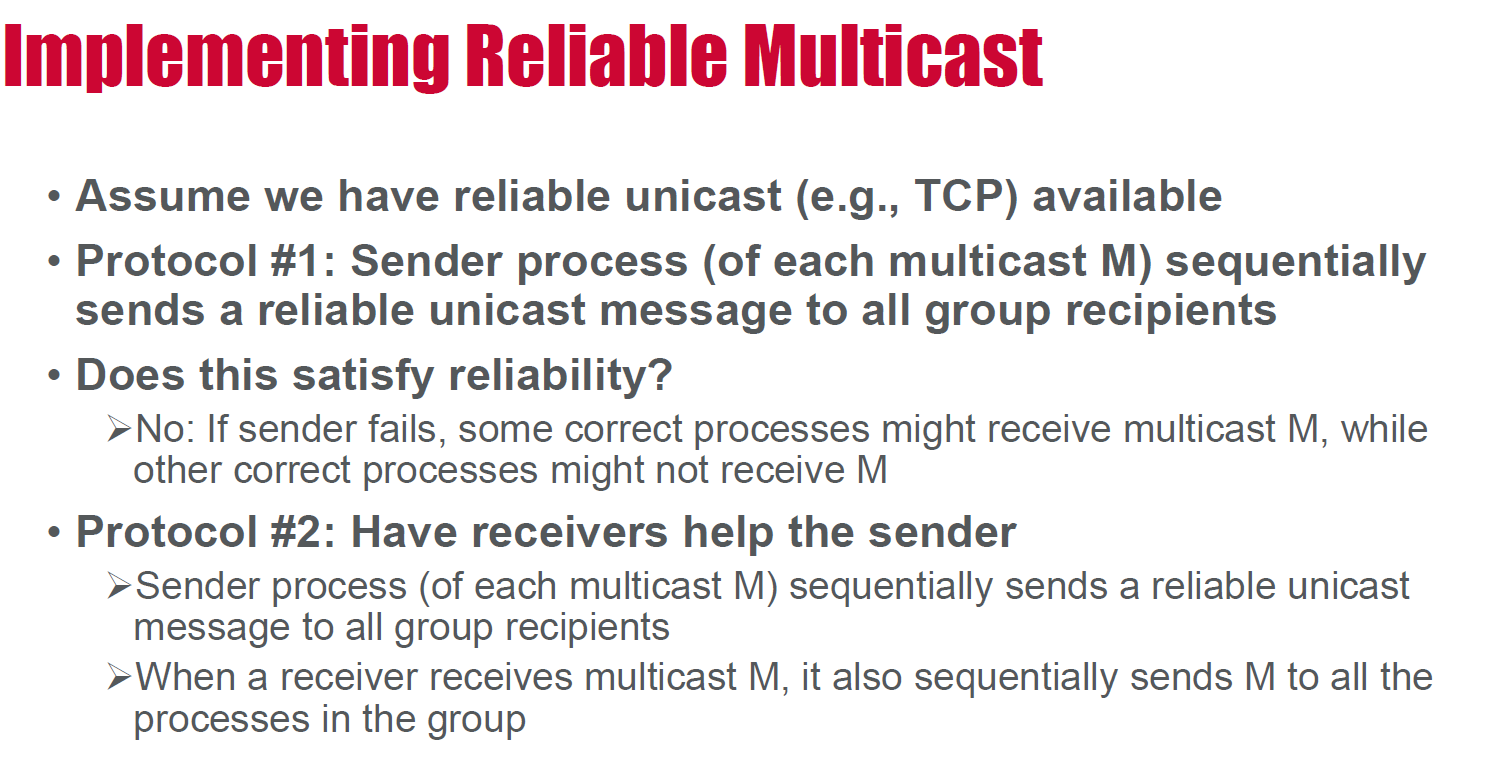 Implementing Reliable Multicast
• Assume we have reliable unicast (e.g., TCP) available
• Protocol #1: Sender process (of each multicast M) sequentially
sends a reliable unicast message to all group recipients
• Does this satisfy reliability?
➢No: If sender fails, some correct processes might receive multicast M, while
other correct processes might not receive M
• Protocol #2: Have receivers help the sender
➢Sender process (of each multicast M) sequentially sends a reliable unicast
message to all group recipients
➢When a receiver receives multicast M, it also sequentially sends M to all the
processes in the group